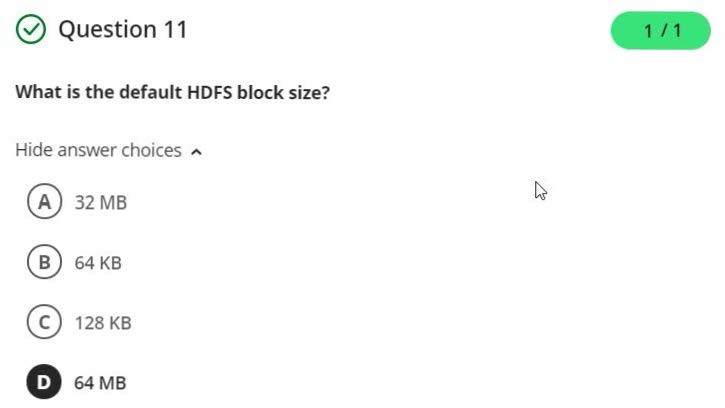 Question 11
1 / 1
What is the default HDFS block size?
Hide answer choices
A 32 MB
B 64 KB
C 128 KB
D 64 MB